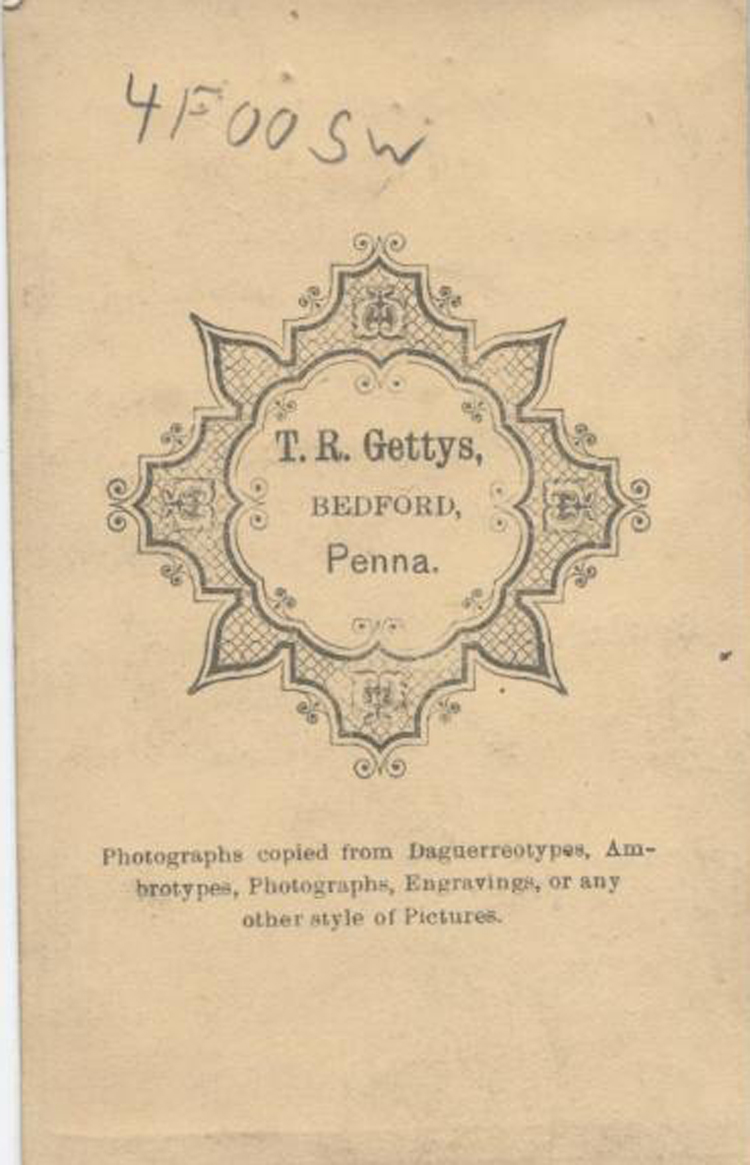 4F00SW
T. R. Gettys,
BEDFORD,
Penna.
Photographs copied from Daguerreotypes, Am-
brotypes, Photographs, Engravings, or any
other style of Pictures.